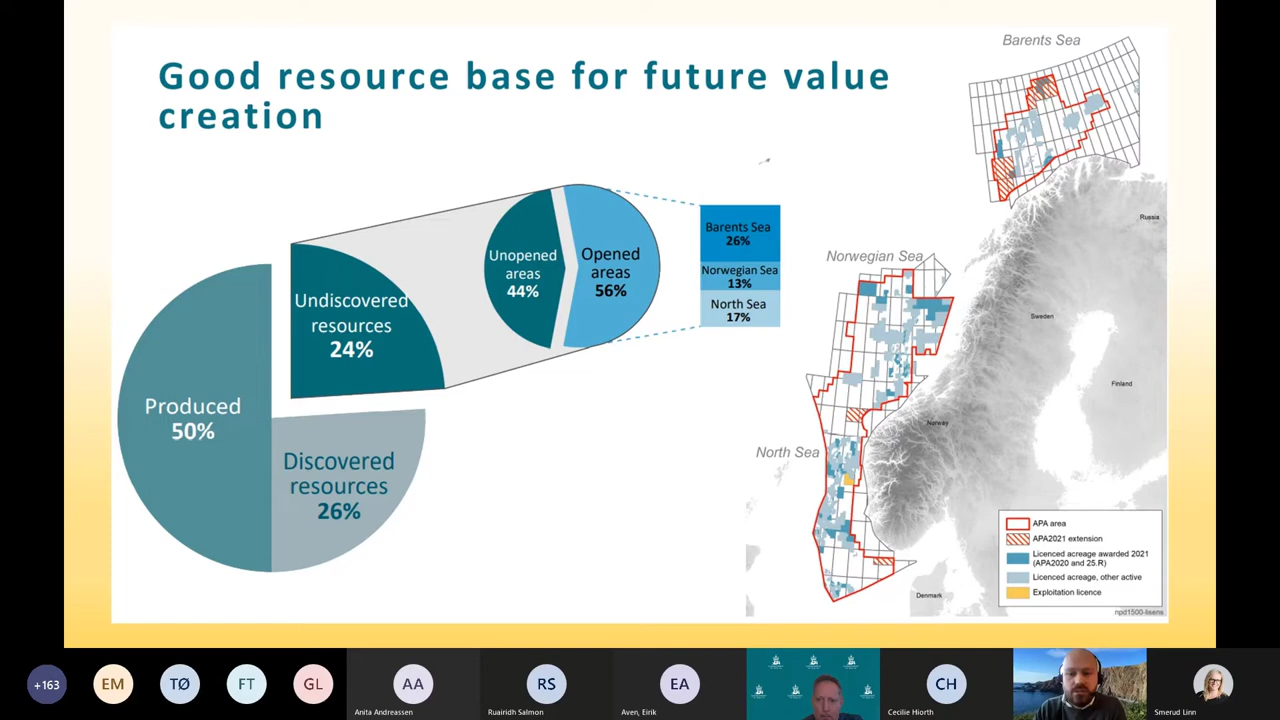 Good resource base for future value
creation
Barents Sea
Russia
Undiscovered
resources
24%
Unopened
areas
44%
Opened
areas
56%
Barents Sea
26%
Norwegian Sea
13%
North Sea
17%
Norwegian Sea
Sweden
Finland
Norway
North Sea
Denmark
Produced
50%
Discovered
resources
26%
APA area
APA2021 extension
Licenced acreage awarded 2021
(APA2020 and 25.R)
Licenced acreage, other active
Exploitation licence
npd1500-lisens
+163
EM
TØ
FT
GL
AA
Anita Andreassen
RS
Ruairidh Salmon
EA
Aven, Eirik
CH
Cecilie Hiorth
Smerud Linn